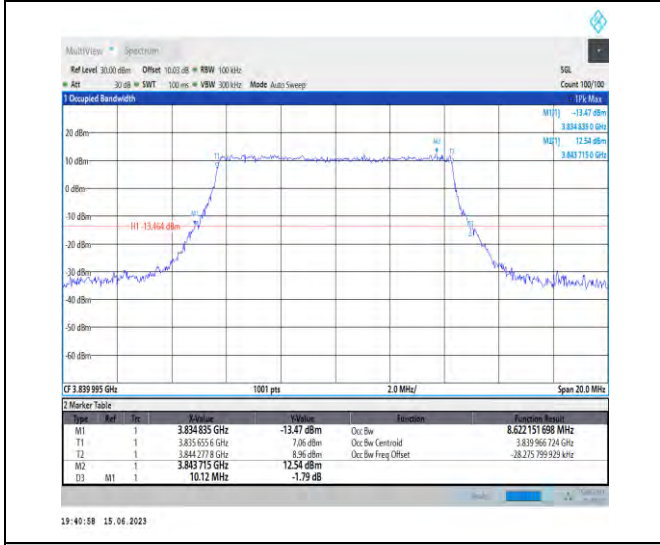 MultiView Spectrum
Ref Level 30.00 dBm Offset 10.03 dB RBW 100 kHz SGL
Att 30 dB SWT 100 ms VBW 300 kHz Mode Auto Sweep Count 100/100
1 Occupied Bandwidth 1Pk Max
M1[1] -13.47 dBm
3.834 835 0 GHz
M2[1] 12.54 dBm
3.843 715 0 GHz
20 dBm
M2
T1 T2
10 dBm
0 dBm
-10 dBm
M1
H1 -13.464 dBm
-20 dBm
-30 dBm
-40 dBm
-50 dBm
-60 dBm
CF 3.839 995 GHz 1001 pts 2.0 MHz/ Span 20.0 MHz
2 Marker Table
Type Ref Trc X-Value Y-Value Function Function Result
M1 1 3.834 835 GHz -13.47 dBm Occ Bw 8.622 151 698 MHz
T1 1 3.835 655 6 GHz 7.06 dBm Occ Bw Centroid 3.839 966 724 GHz
T2 1 3.844 277 8 GHz 8.96 dBm Occ Bw Freq Offset -28.275 799 929 kHz
M2 1 3.843 715 GHz 12.54 dBm
D3 M1 1 10.12 MHz -1.79 dB
Ready
19:40:58 15.06.2023